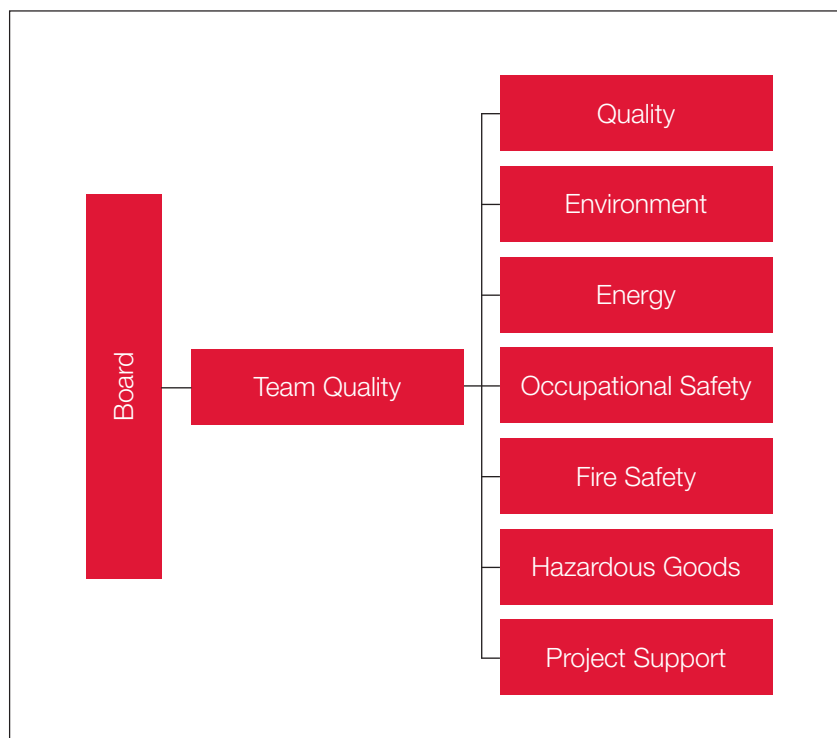 Board
Team Quality
Quality
Environment
Energy
Occupational Safety
Fire Safety
Hazardous Goods
Project Support